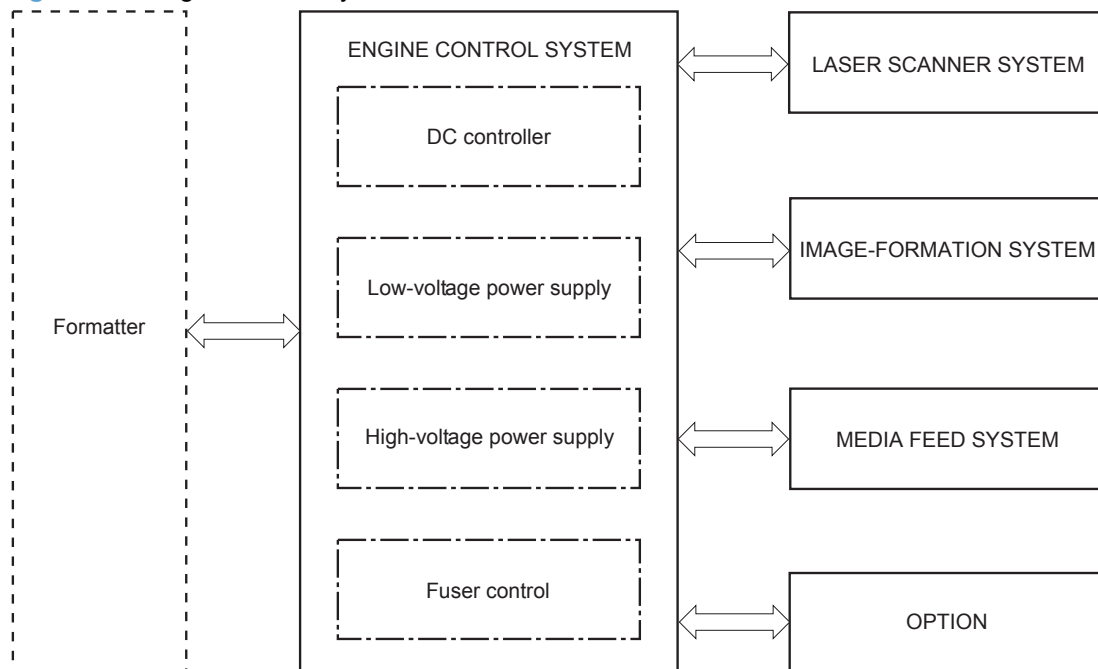 Formatter
ENGINE CONTROL SYSTEM
DC controller
Low-voltage power supply
High-voltage power supply
Fuser control
LASER SCANNER SYSTEM
IMAGE-FORMATION SYSTEM
MEDIA FEED SYSTEM
OPTION